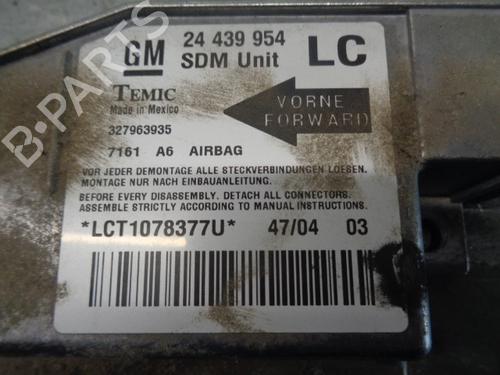 GM 24 439 954 LC
SDM Unit
TEMIC
Made in Mexico
VORNE
FORWARD
327963935
7161 A6 AIRBAG
VOR JEDER DEMONTAGE ALLE STECKVERBINDUNGEN LOESEN.
MONTAGE NUR NACH EINBAUANLEITUNG.
BEFORE EVERY DISASSEMBLY. DETACH ALL CONNECTORS.
ASSEMBLE STRICTLY ACCORDING TO MANUAL INSTRUCTIONS.
*LCT1078377U* 47/04 03
B-PARTS